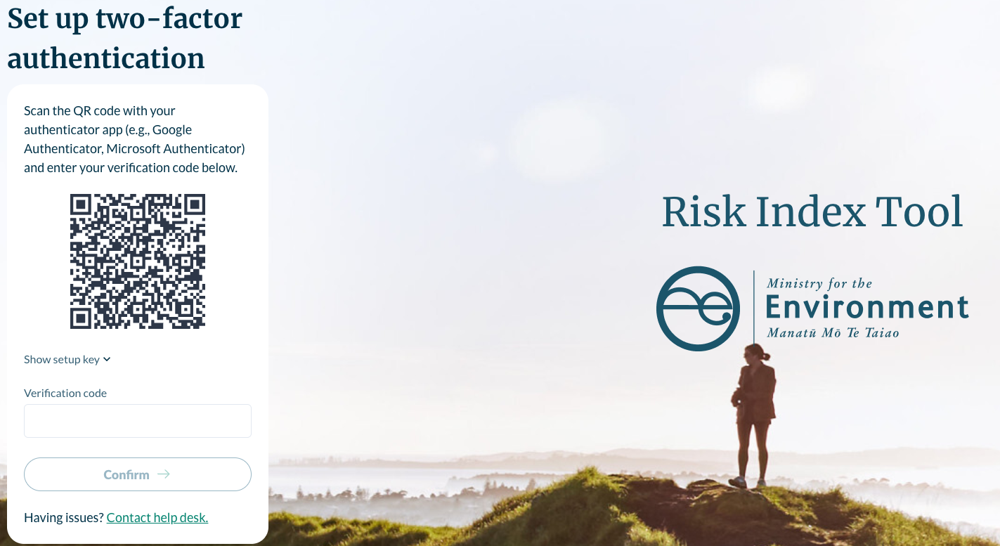 Set up two-factor
authentication
Scan the QR code with your
authenticator app (e.g., Google
Authenticator, Microsoft Authenticator)
and enter your verification code below.
Show setup key
Verification code
Confirm →
Having issues? Contact help desk.
Risk Index Tool
Ministry for the
Environment
Manatū Mō Te Taiao